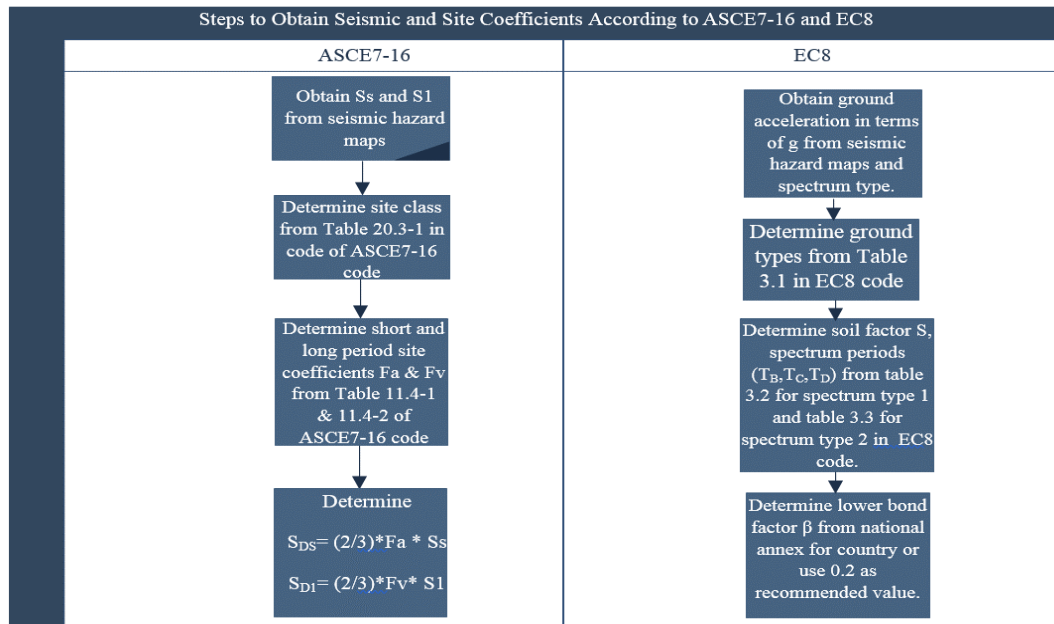 Steps to Obtain Seismic and Site Coefficients According to ASCE7-16 and EC8
ASCE7-16
Obtain Ss and S1
from seismic hazard
maps
Determine site class
from Table 20.3-1 in
code of ASCE7-16
code
Determine short and
long period site
coefficients Fa & Fv
from Table 11.4-1
& 11.4-2 of
ASCE7-16 code
Determine
S_DS= (2/3)*Fa * Ss
S_D1= (2/3)*Fv* S1
EC8
Obtain ground
acceleration in terms
of g from seismic
hazard maps and
spectrum type.
Determine ground
types from Table
3.1 in EC8 code
Determine soil factor S,
spectrum periods
(T_B,T_C,T_D) from table
3.2 for spectrum type 1
and table 3.3 for
spectrum type 2 in EC8
code.
Determine lower bond
factor β from national
annex for country or
use 0.2 as
recommended value.